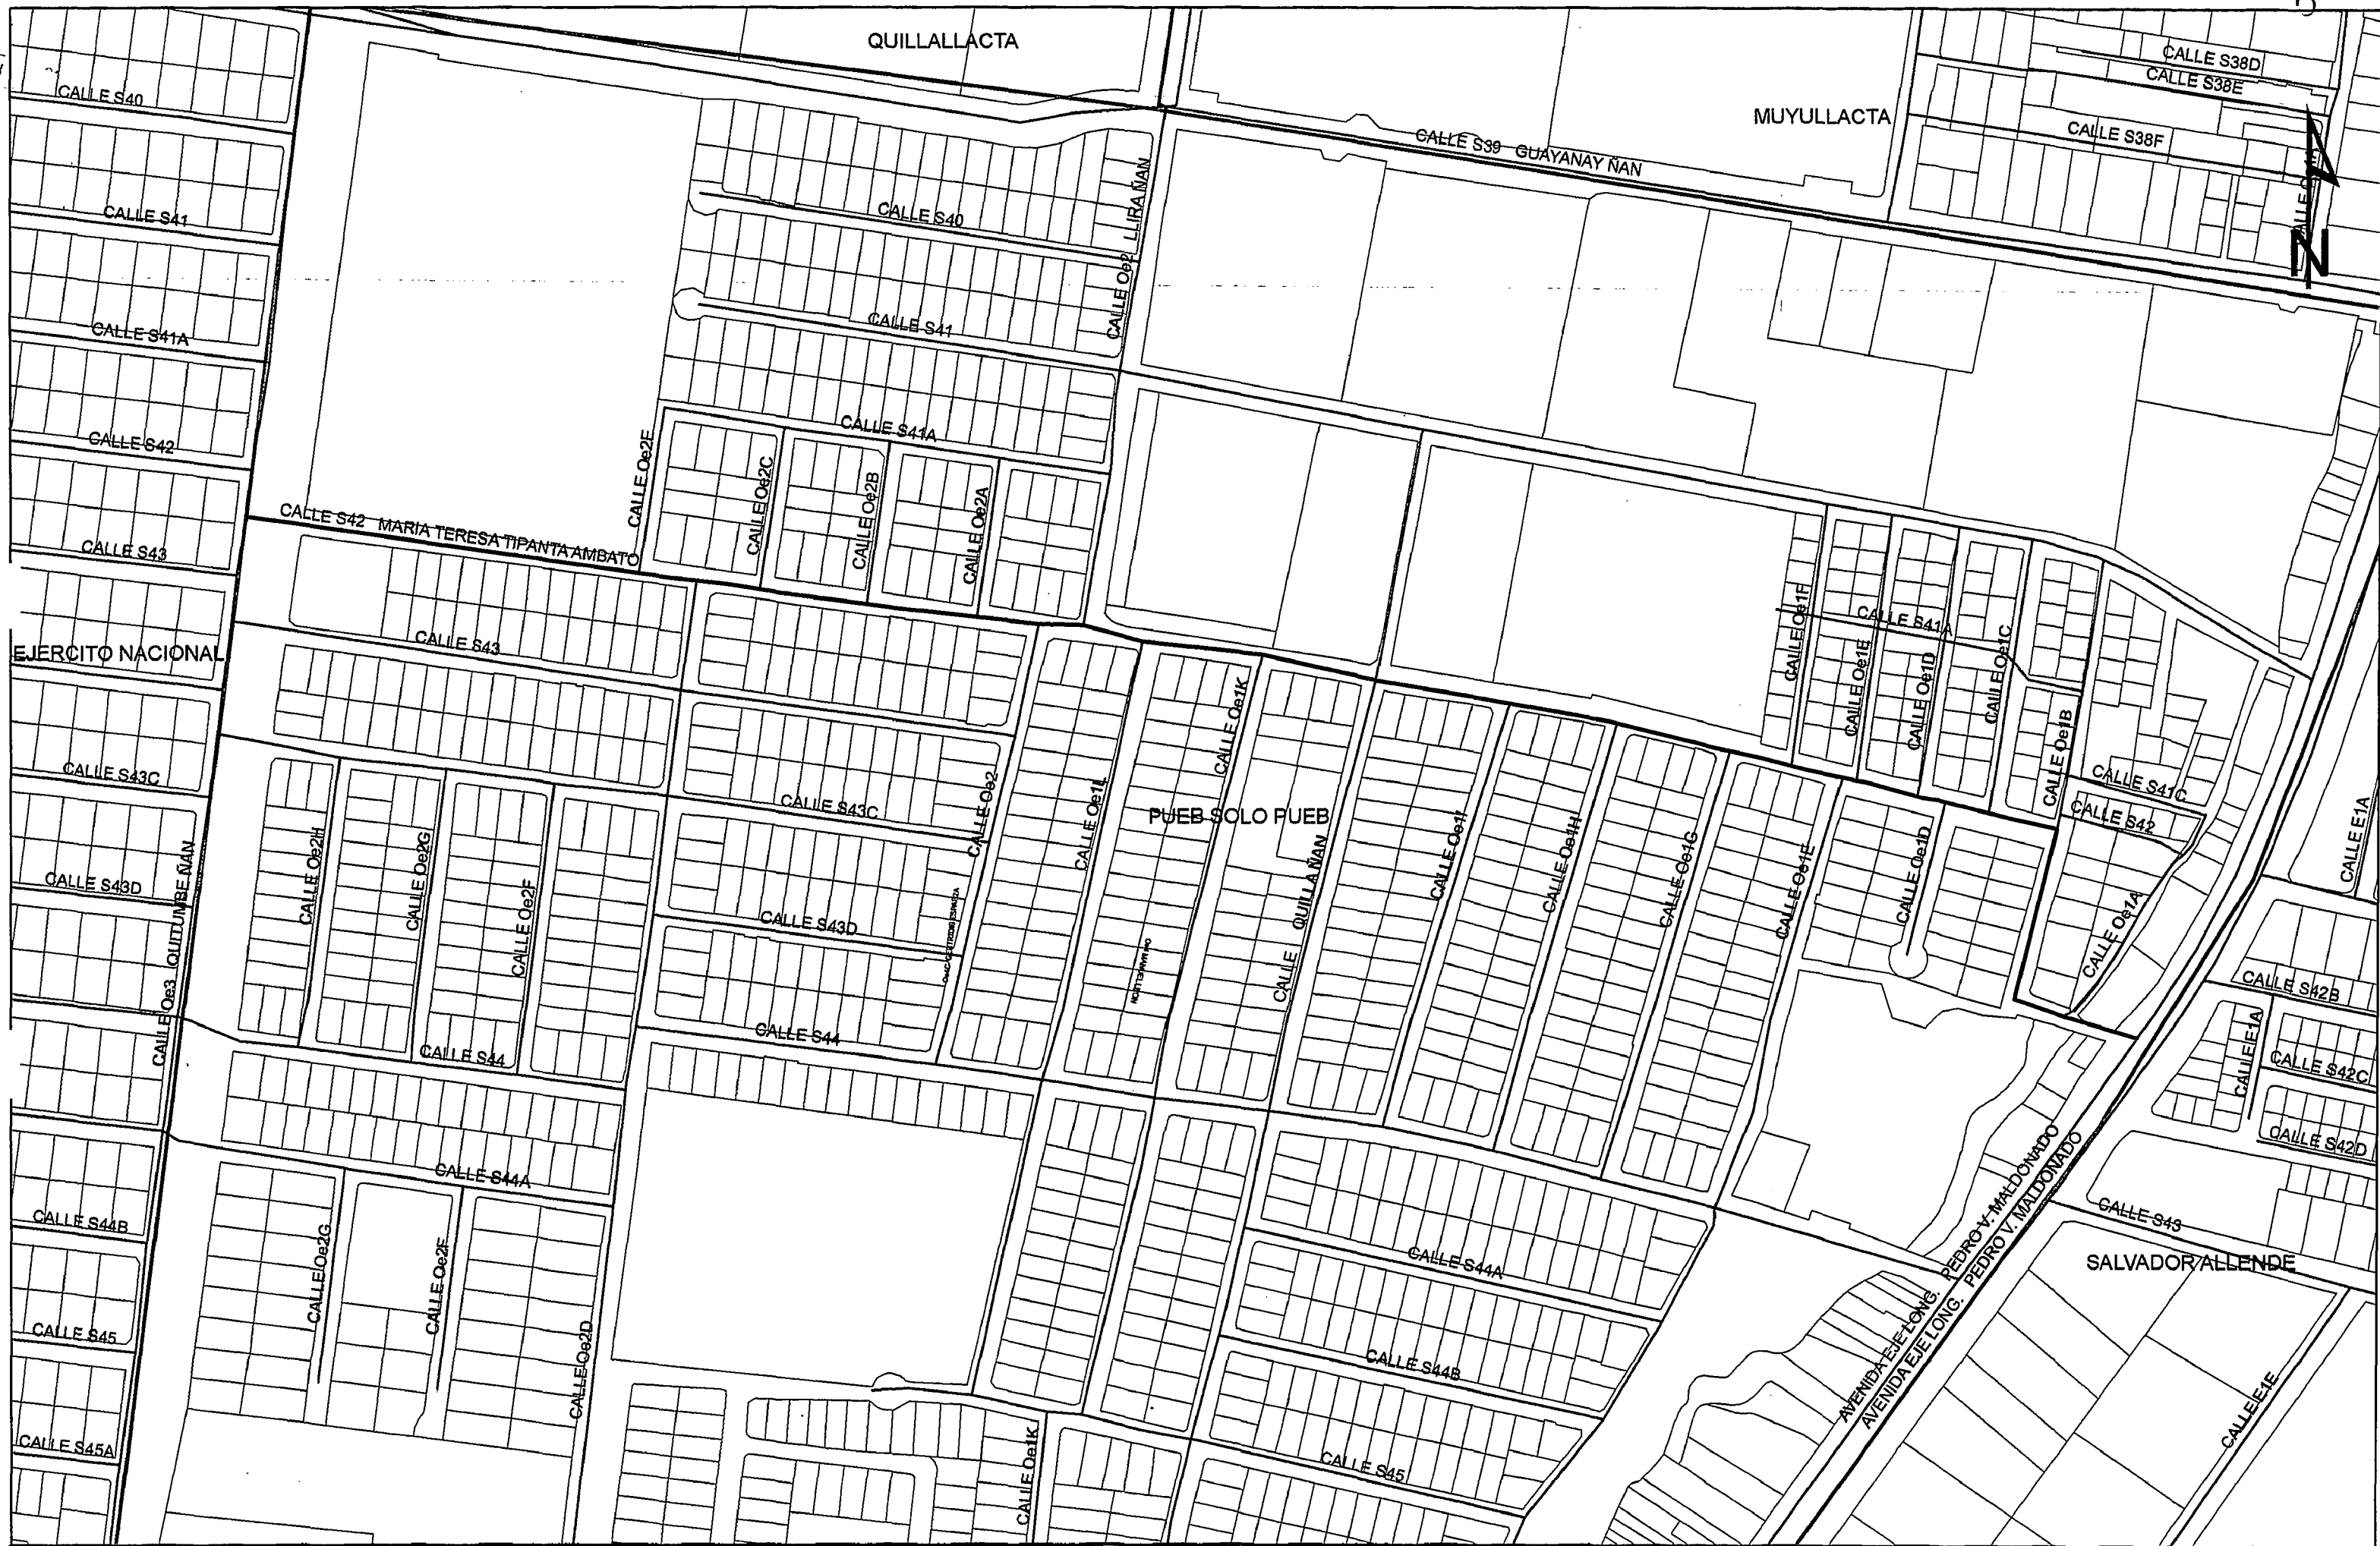 QUILLALLACTA
CALLE S38D
CALLE S38E
CALLE S40
MUYULLACTA
CALLE S38F
CALLE S39 GUAYANAY ÑAN
CALLE S41
CALLE S40
CALLE Oe2 LLIRA ÑAN
N
CALLE S41A
CALLE S41
CALLE S42
CALLE S41A
CALLE Oe2E
CALLE Oe2C
CALLE Oe2B
CALLE Oe2A
CALLE S42 MARIA TERESA TIPANTA AMBATO
CALLE S43
CALLE S43
EJERCITO NACIONAL
CALLE Oe1F
CALLE S41A
CALLE Oe1E
CALLE Oe1D
CALLE Oe1C
CALLE Oe1B
CALLE Oe1K
CALLE S43C
CALLE S41C
CALLE S42
CALLE S43C
CALLE Oe2
CALLE Oe1L
PUEB SOLO PUEB
CALLE E1A
CALLE Oe2H
CALLE Oe2G
CALLE Oe2F
CALLE QUILLA ÑAN
CALLE Oe1I
CALLE Oe1H
CALLE Oe1G
CALLE Oe1E
CALLE Oe1D
CALLE Oe1A
CALLE S43D
CALLE S43D
CALLE Oe3 QUITUMBE ÑAN
CALLE S42B
CALLE S44
CALLE S44
CALLE E1A
CALLE S42C
CALLE S42D
CALLE S44A
CALLE S44B
CALLE S43
CALLE Oe2G
CALLE Oe2F
CALLE S44A
SALVADOR ALLENDE
AVENIDA EJE LONG. PEDRO V. MALDONADO
AVENIDA EJE LONG. PEDRO V. MALDONADO
CALLE S45
CALLE Oe2D
CALLE S44B
CALLE E1E
CALLE S45A
CALLE Oe1K
CALLE S45